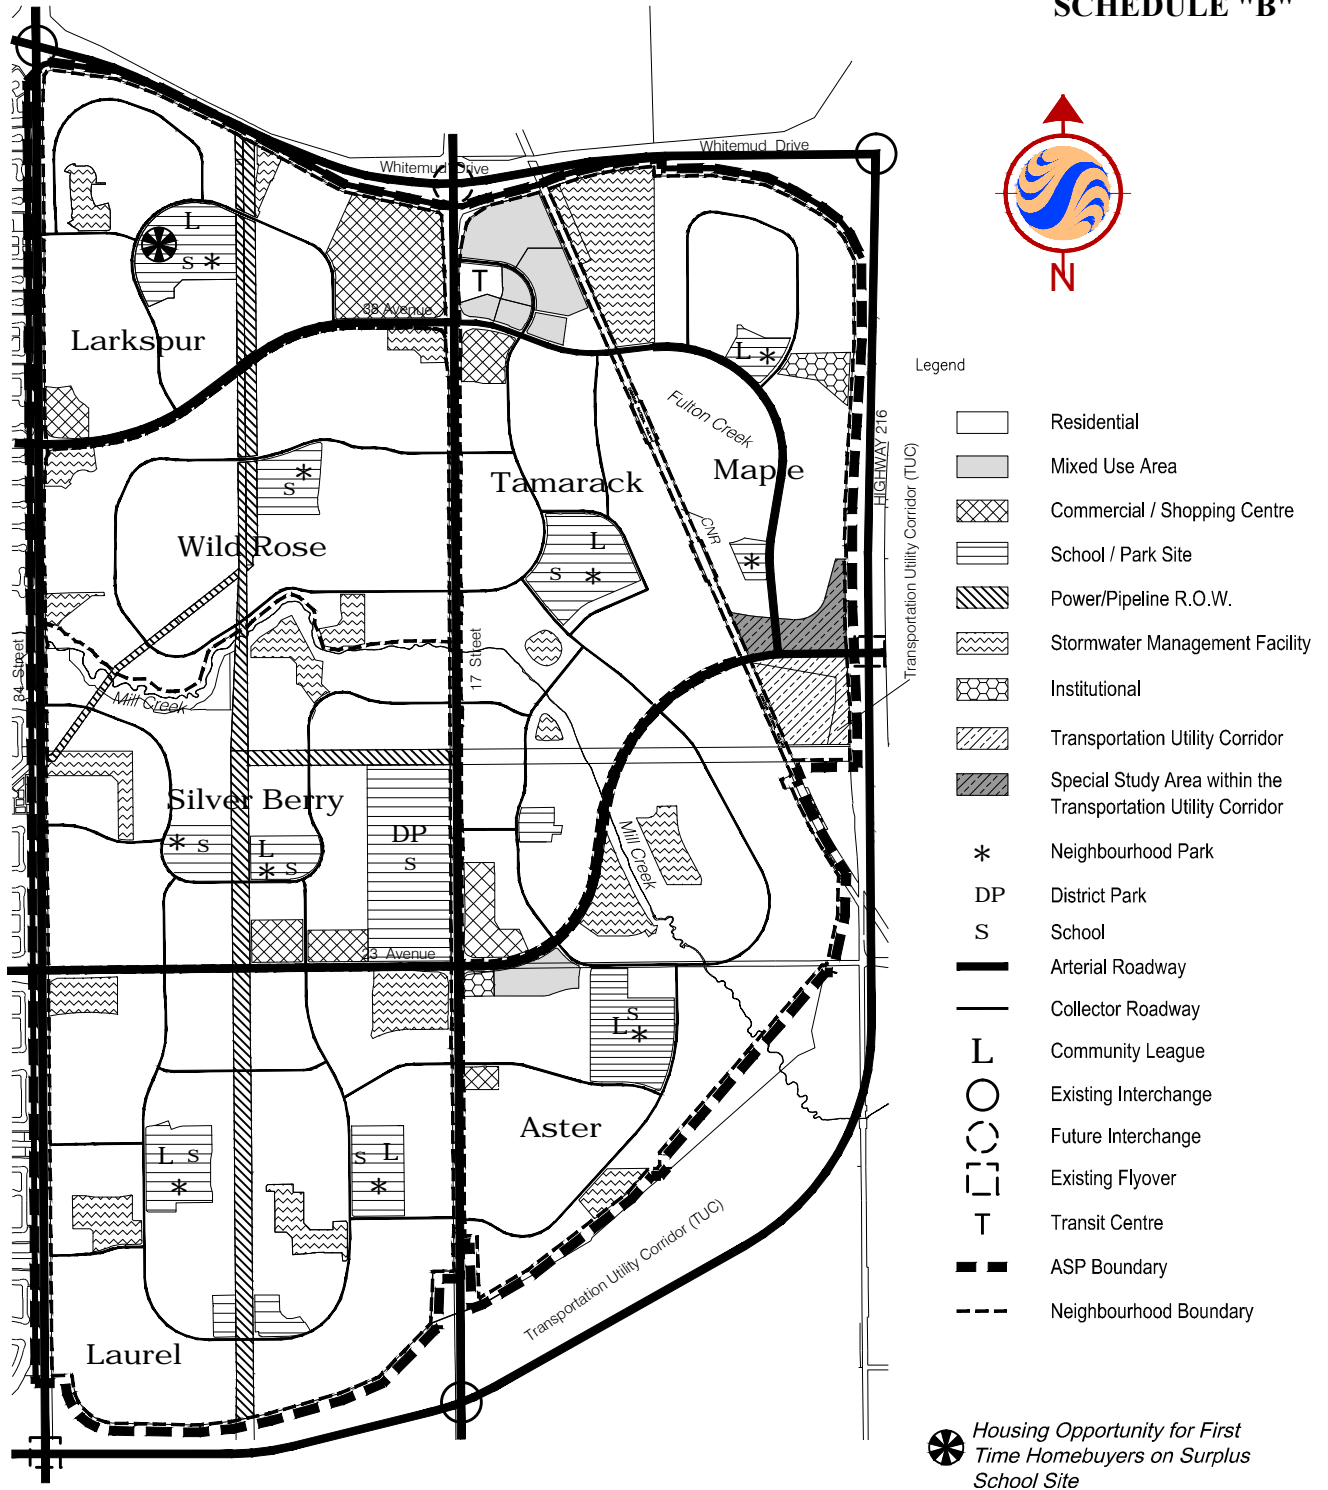 SCHEDULE "B"
Whitemud Drive
Whitemud Drive
N
L
S *
T
38 Avenue
Larkspur
L *
Fulton Creek
Legend
HIGHWAY 216
Transportation Utility Corridor (TUC)
Residential
Mixed Use Area
Commercial / Shopping Centre
School / Park Site
Power/Pipeline R.O.W.
Stormwater Management Facility
Institutional
Transportation Utility Corridor
Special Study Area within the
Transportation Utility Corridor
* Neighbourhood Park
DP District Park
S School
Arterial Roadway
Collector Roadway
L Community League
Existing Interchange
Future Interchange
Existing Flyover
T Transit Centre
ASP Boundary
Neighbourhood Boundary
Housing Opportunity for First
Time Homebuyers on Surplus
School Site
Maple
Tamarack
*
S
CNR
Wild Rose
L
S *
*
34 Street
17 Street
Mill Creek
Silver Berry
* S
L
* S
DP
S
Mill Creek
23 Avenue
S
L *
Aster
L S
*
S L
*
Transportation Utility Corridor (TUC)
Laurel